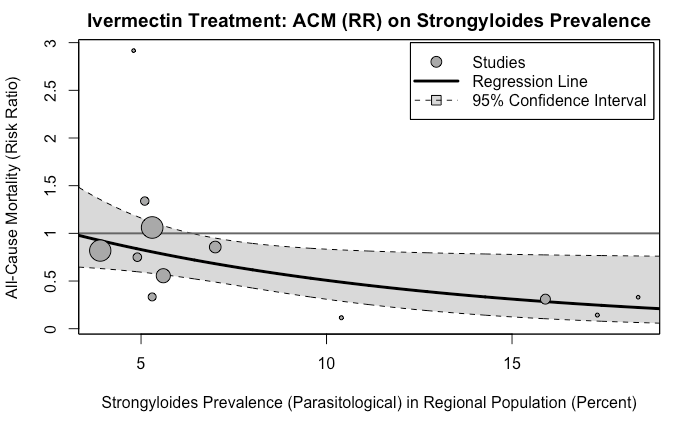 Ivermectin Treatment: ACM (RR) on Strongyloides Prevalence
Studies
Regression Line
95% Confidence Interval
All-Cause Mortality (Risk Ratio)
3
2.5
2
1.5
1
0.5
0
5 10 15
Strongyloides Prevalence (Parasitological) in Regional Population (Percent)